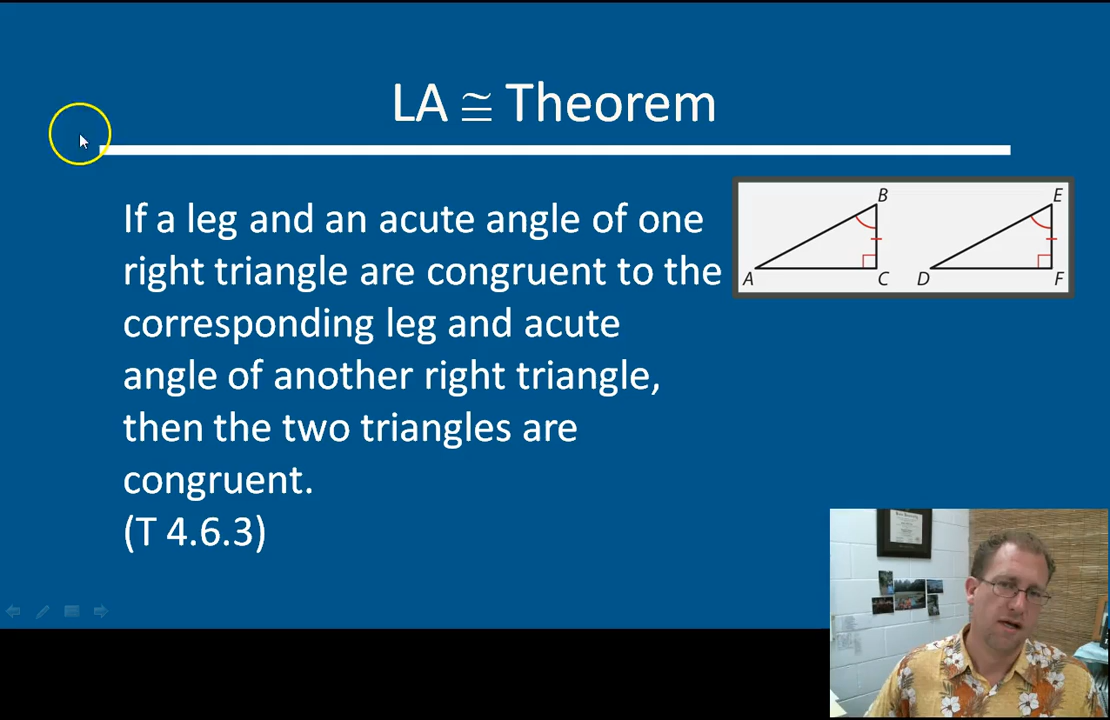 LA ≅ Theorem
If a leg and an acute angle of one
right triangle are congruent to the
corresponding leg and acute
angle of another right triangle,
then the two triangles are
congruent.
(T 4.6.3)
B
E
A
C
D
F